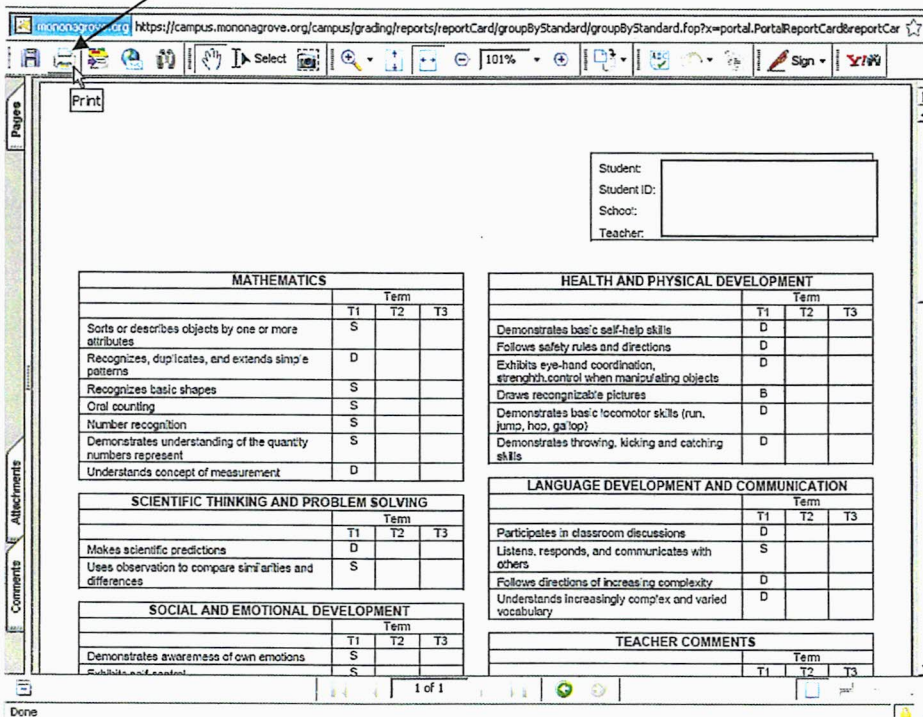 mononagrove.org https://campus.mononagrove.org/campus/grading/reports/reportCard/groupByStandard/groupByStandard.fop?x=portal.PortalReportCard&reportCar
Select 101% Sign Y!
Print
Pages
Attachments
Comments
Student:
Student ID:
School:
Teacher:
MATHEMATICS
Term
T1 T2 T3
Sorts or describes objects by one or more S
attributes
Recognizes, duplicates, and extends simple D
patterns
Recognizes basic shapes S
Oral counting S
Number recognition S
Demonstrates understanding of the quantity S
numbers represent
Understands concept of measurement D
SCIENTIFIC THINKING AND PROBLEM SOLVING
Term
T1 T2 T3
Makes scientific predictions D
Uses observation to compare similarities and S
differences
SOCIAL AND EMOTIONAL DEVELOPMENT
Term
T1 T2 T3
Demonstrates awareness of own emotions S
Exhibits self-control S
HEALTH AND PHYSICAL DEVELOPMENT
Term
T1 T2 T3
Demonstrates basic self-help skills D
Follows safety rules and directions D
Exhibits eye-hand coordination, D
strenghth,control when manipulating objects
Draws recongnizable pictures B
Demonstrates basic locomotor skills (run, D
jump, hop, gallop)
Demonstrates throwing, kicking and catching D
skills
LANGUAGE DEVELOPMENT AND COMMUNICATION
Term
T1 T2 T3
Participates in classroom discussions D
Listens, responds, and communicates with S
others
Follows directions of increasing complexity D
Understands increasingly complex and varied D
vocabulary
TEACHER COMMENTS
Term
T1 T2 T3
1 of 1
Done